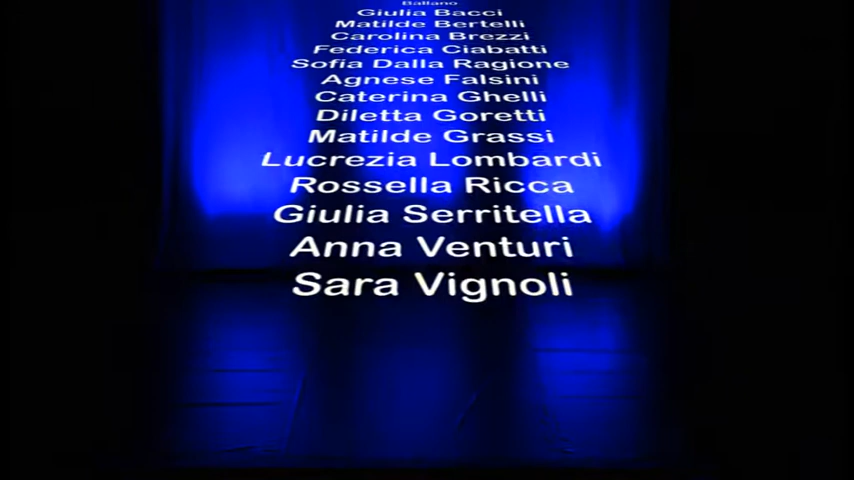 Ballano
Giulia Bacci
Matilde Bertelli
Carolina Brezzi
Federica Ciabatti
Sofia Dalla Ragione
Agnese Falsini
Caterina Ghelli
Diletta Goretti
Matilde Grassi
Lucrezia Lombardi
Rossella Ricca
Giulia Serritella
Anna Venturi
Sara Vignoli